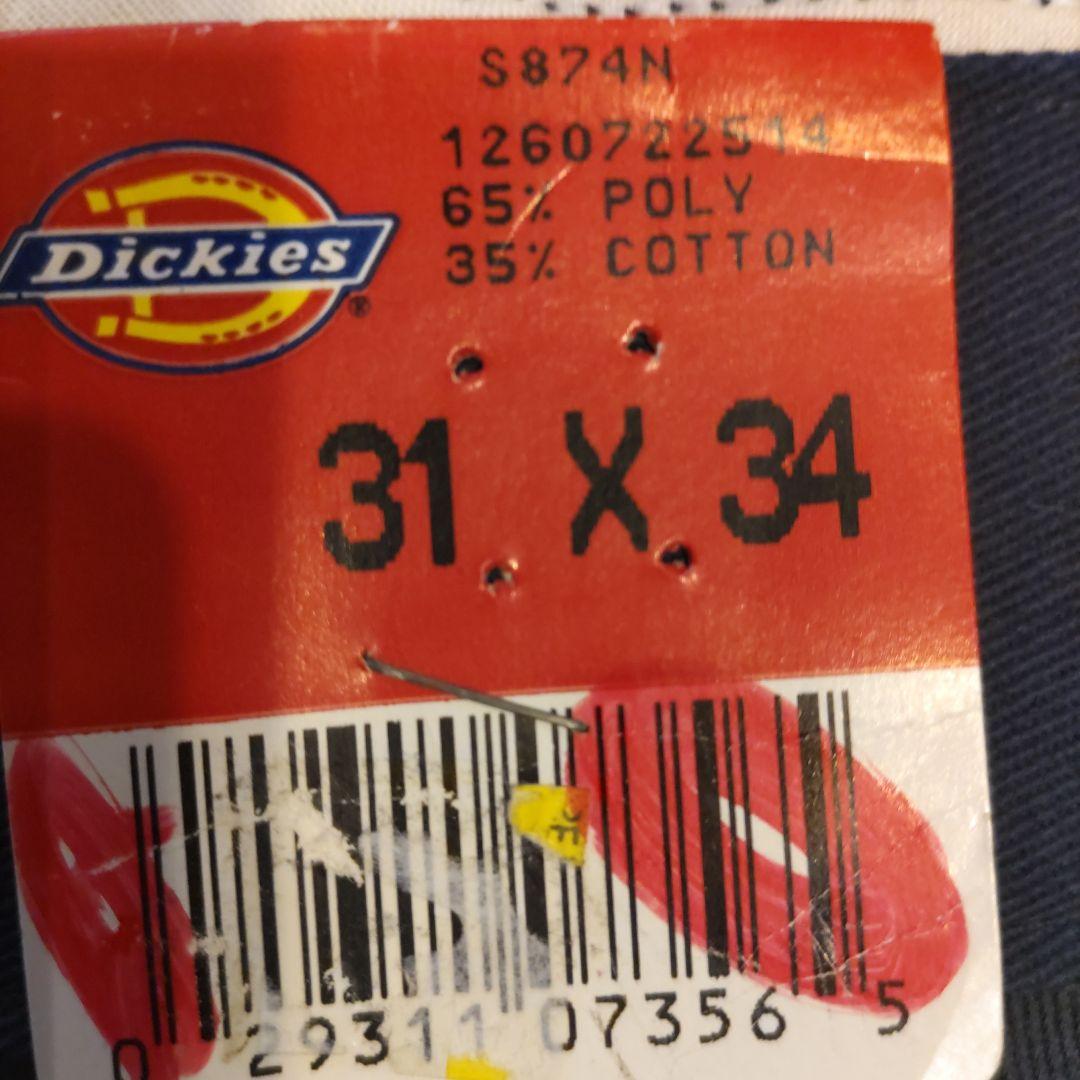 S874N
1260722514
65% POLY
35% COTTON
Dickies®
31 X 34
0 29311 07356 5